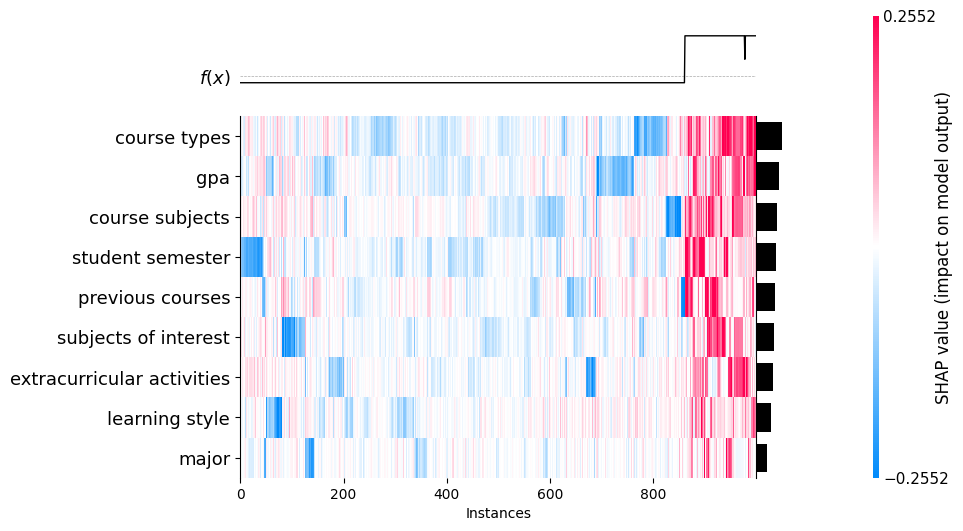 0.2552
f(x)
course types
gpa
course subjects
student semester
previous courses
subjects of interest
extracurricular activities
learning style
major
0 200 400 600 800
Instances
−0.2552
SHAP value (impact on model output)